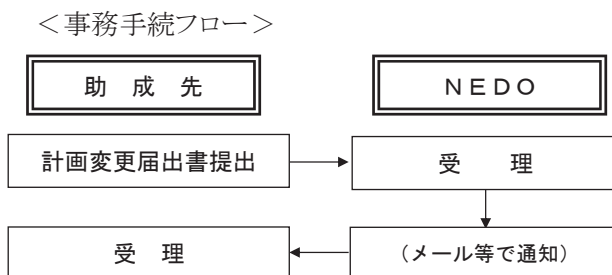 ＜事務手続フロー＞
助 成 先
ＮＥＤＯ
計画変更届出書提出
受 理
（メール等で通知）
受 理